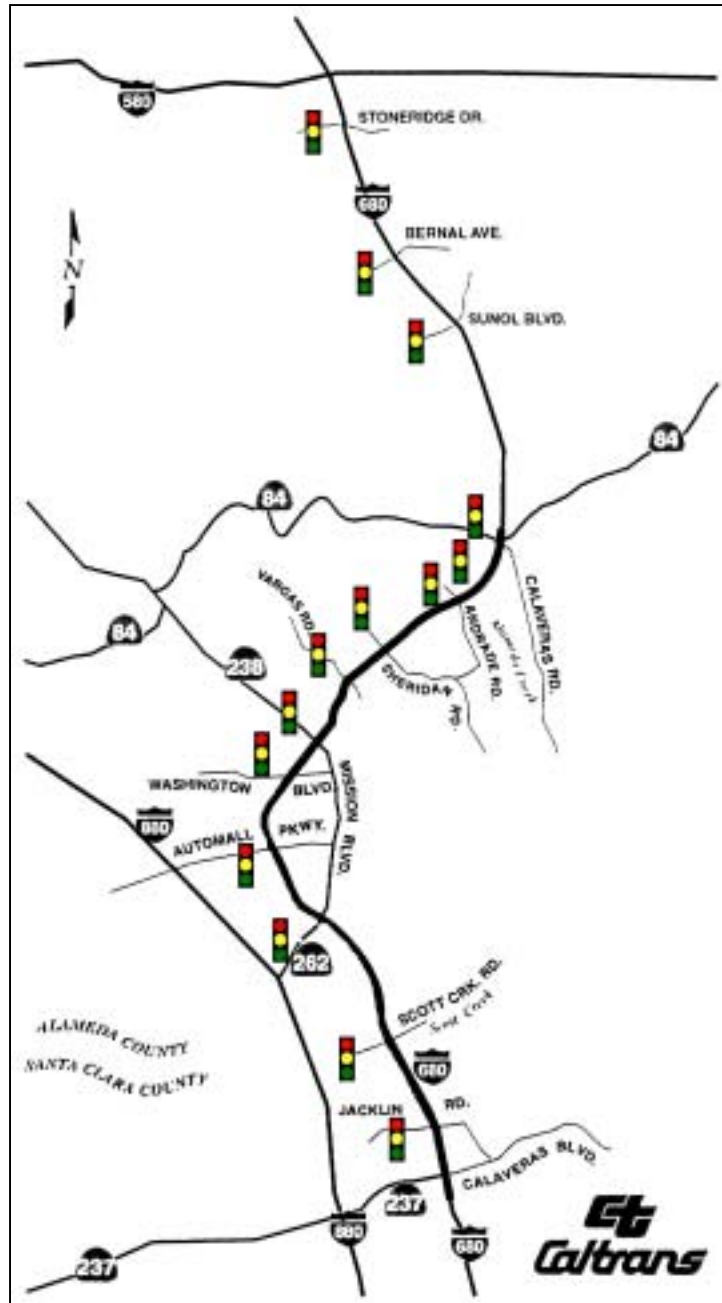 580
STONERIDGE DR.
680
BERNAL AVE.
N
SUNOL BLVD.
84
84
VARGAS RD.
CALAVERAS RD.
ANDRADE RD.
84
SHERIDAN RD.
238
WASHINGTON BLVD.
MISSION BLVD.
880
AUTOMALL PKWY.
262
SCOTT CRK. RD.
Scott Creek
ALAMEDA COUNTY
SANTA CLARA COUNTY
680
JACKLIN RD.
CALAVERAS BLVD.
237
880
680
237
Caltrans